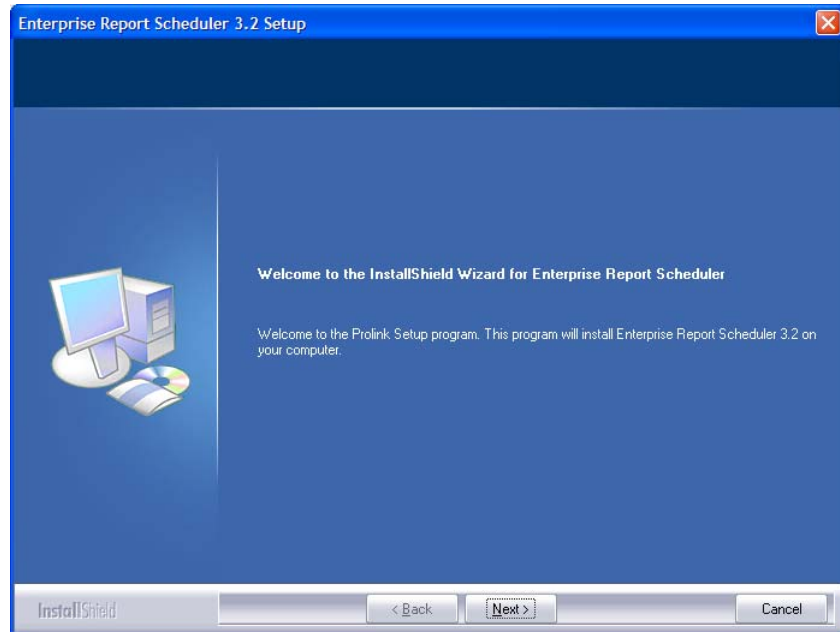 Enterprise Report Scheduler 3.2 Setup
Welcome to the InstallShield Wizard for Enterprise Report Scheduler
Welcome to the Prolink Setup program. This program will install Enterprise Report Scheduler 3.2 on
your computer.
InstallShield
< Back
Next >
Cancel